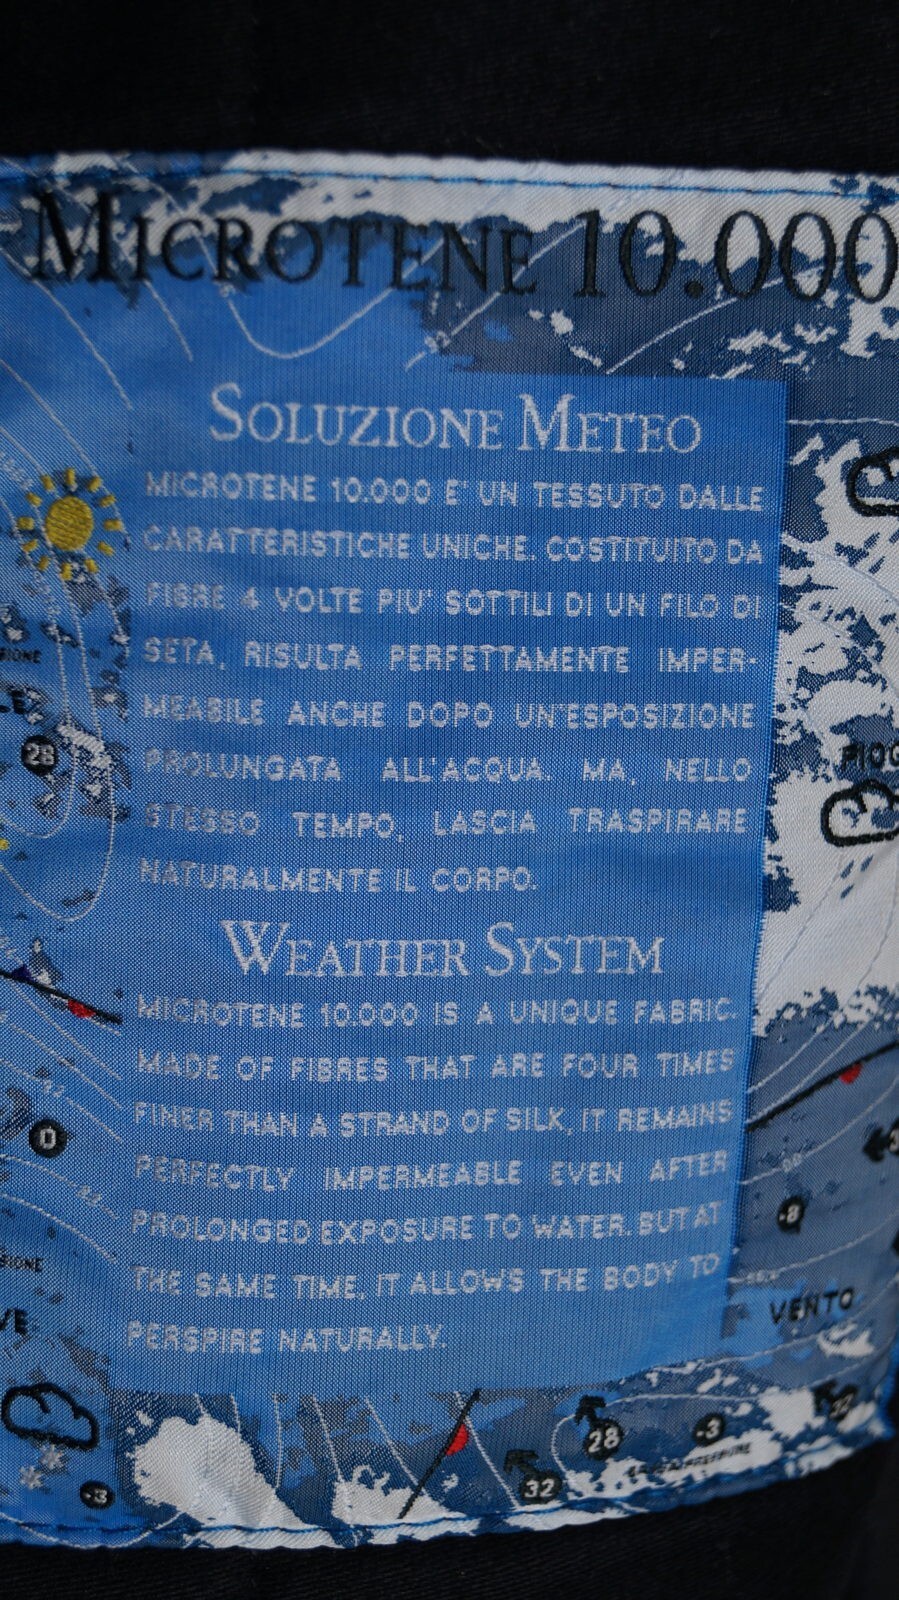 MICROTENE 10.000
SOLUZIONE METEO
MICROTENE 10.000 E' UN TESSUTO DALLE
CARATTERISTICHE UNICHE. COSTITUITO DA
FIBRE 4 VOLTE PIU' SOTTILI DI UN FILO DI
SETA, RISULTA PERFETTAMENTE IMPER-
MEABILE ANCHE DOPO UN'ESPOSIZIONE
PROLUNGATA ALL'ACQUA. MA, NELLO
STESSO TEMPO, LASCIA TRASPIRARE
NATURALMENTE IL CORPO.
28
PIOG
WEATHER SYSTEM
MICROTENE 10.000 IS A UNIQUE FABRIC.
MADE OF FIBRES THAT ARE FOUR TIMES
FINER THAN A STRAND OF SILK, IT REMAINS
PERFECTLY IMPERMEABLE EVEN AFTER
PROLONGED EXPOSURE TO WATER. BUT AT
THE SAME TIME, IT ALLOWS THE BODY TO
PERSPIRE NATURALLY.
0
-8
VENTO
-3
32
28
-3
32